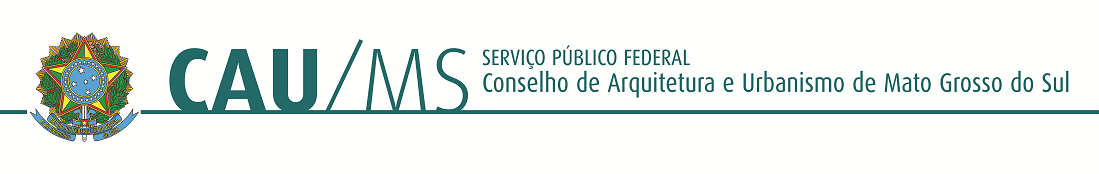 CAU/MS
SERVIÇO PÚBLICO FEDERAL
Conselho de Arquitetura e Urbanismo de Mato Grosso do Sul